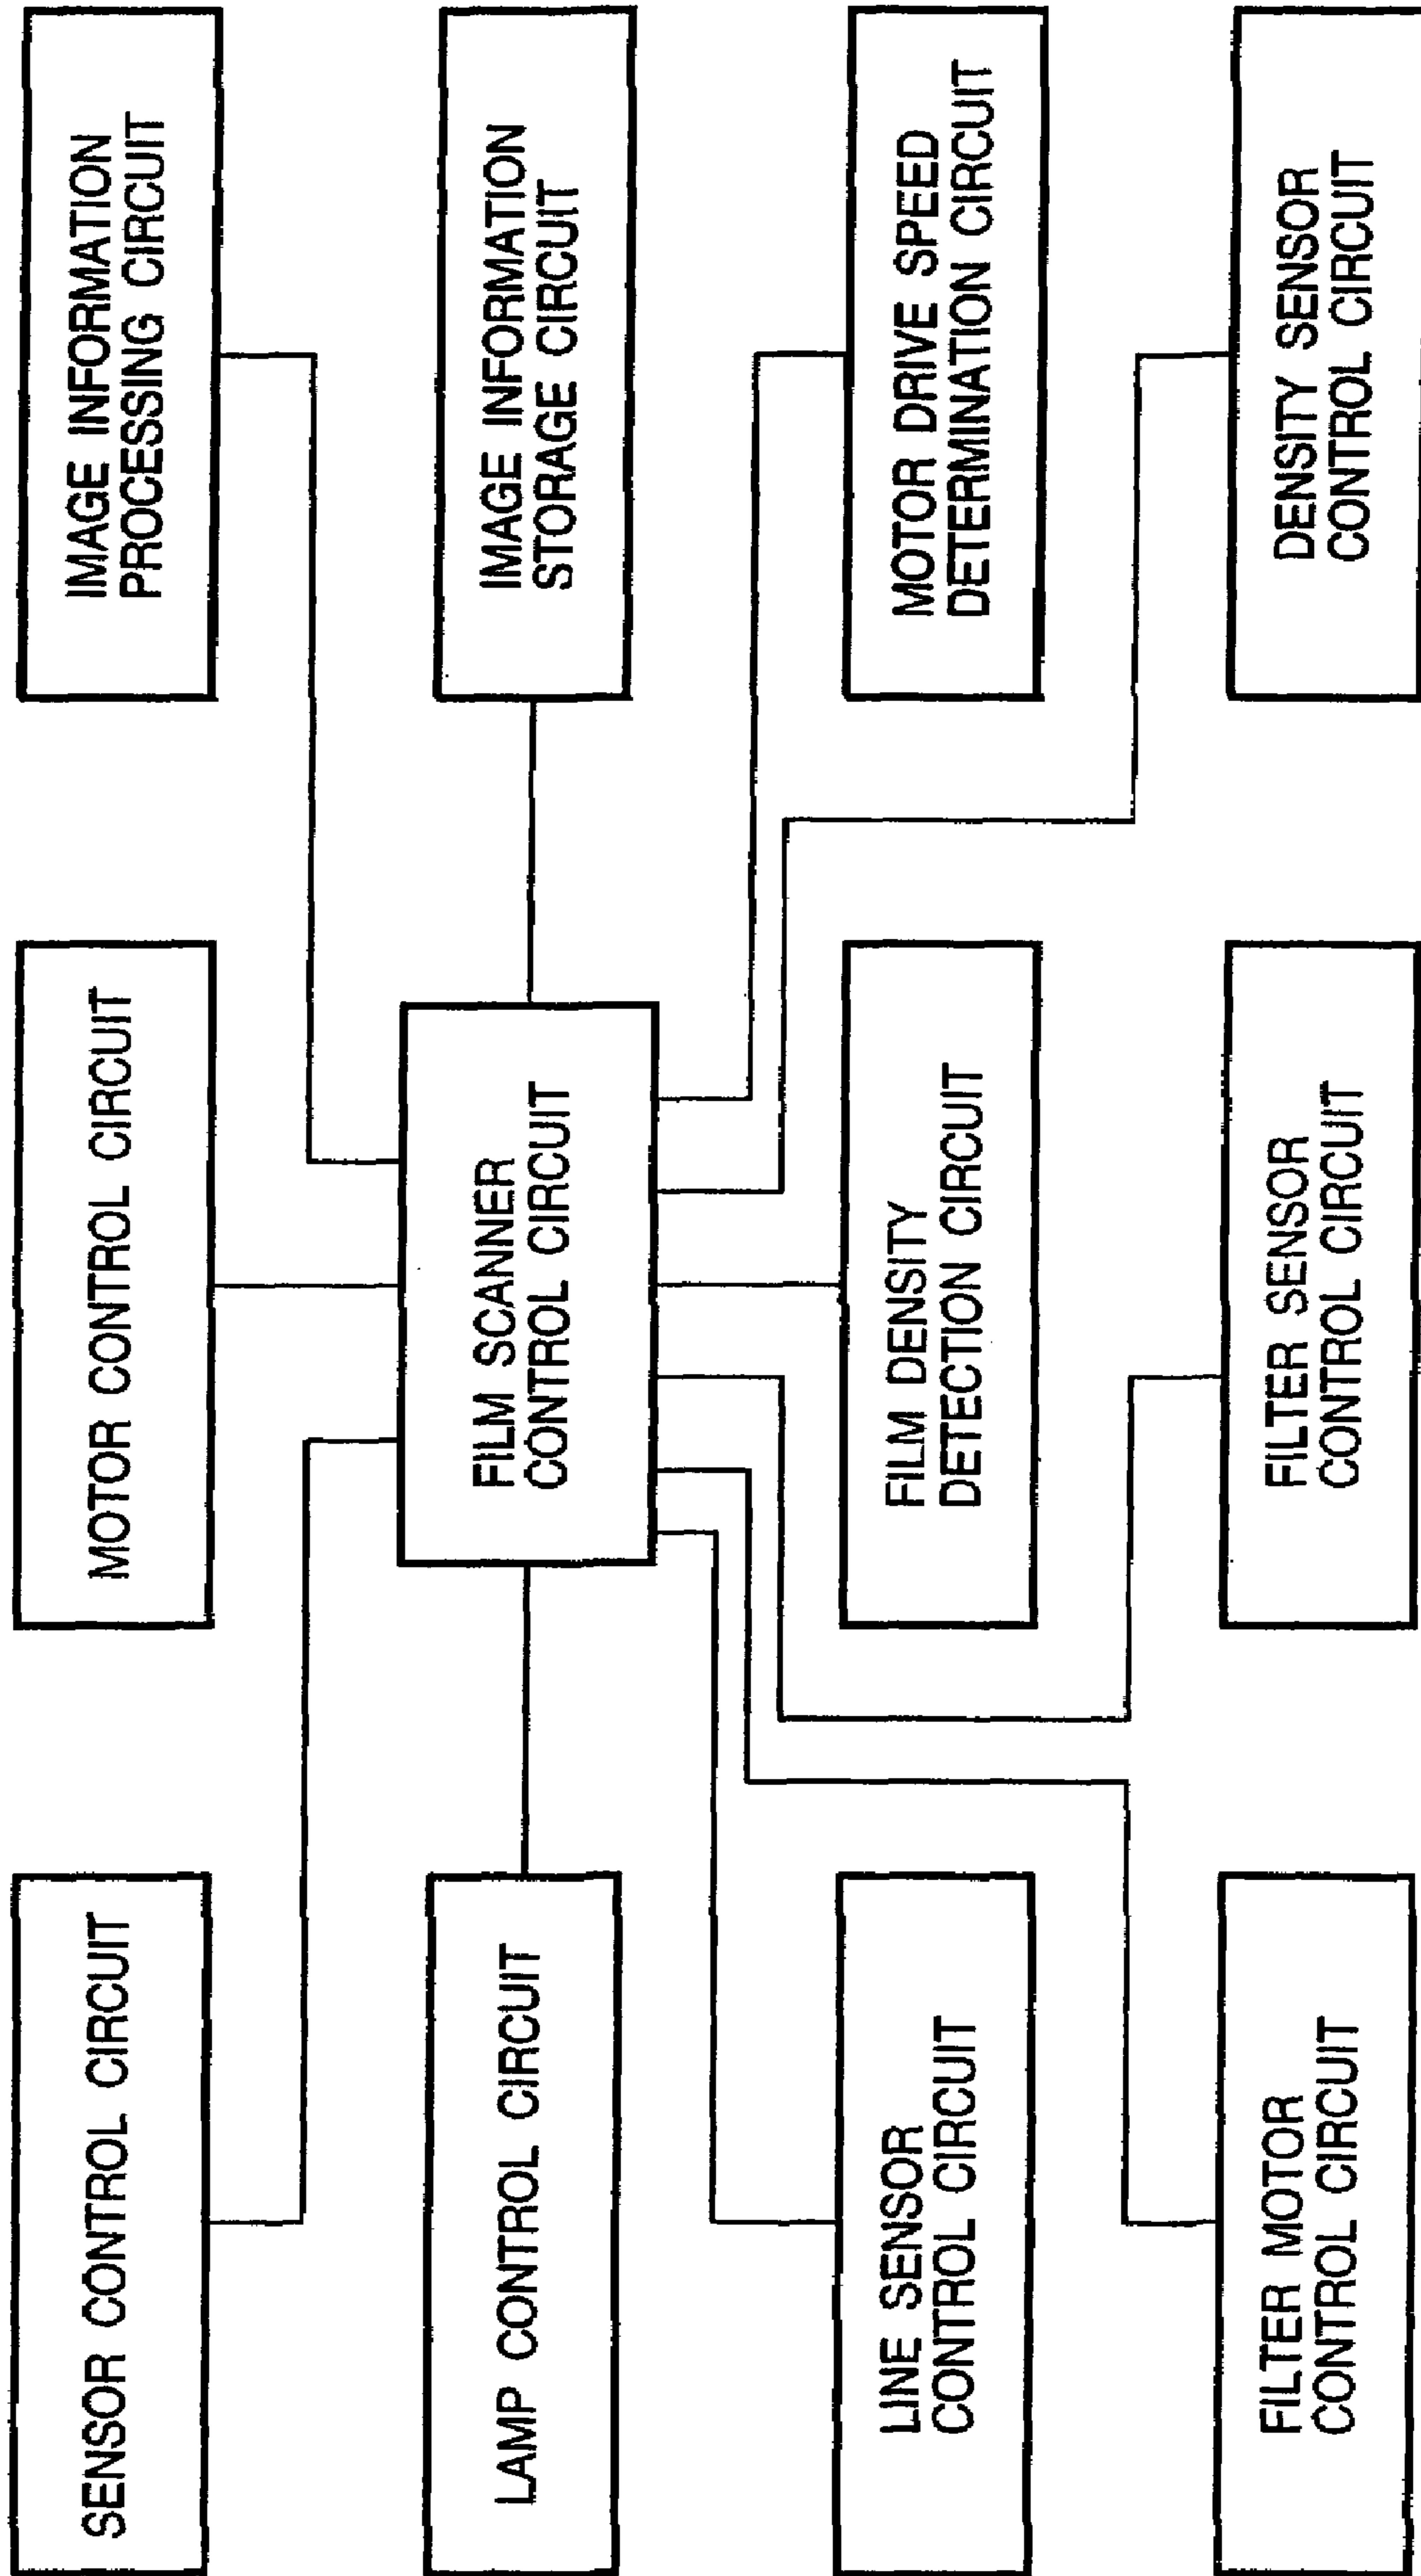 SENSOR CONTROL CIRCUIT
MOTOR CONTROL CIRCUIT
IMAGE INFORMATION
PROCESSING CIRCUIT
LAMP CONTROL CIRCUIT
FILM SCANNER
CONTROL CIRCUIT
IMAGE INFORMATION
STORAGE CIRCUIT
LINE SENSOR
CONTROL CIRCUIT
FILM DENSITY
DETECTION CIRCUIT
MOTOR DRIVE SPEED
DETERMINATION CIRCUIT
FILTER MOTOR
CONTROL CIRCUIT
FILTER SENSOR
CONTROL CIRCUIT
DENSITY SENSOR
CONTROL CIRCUIT